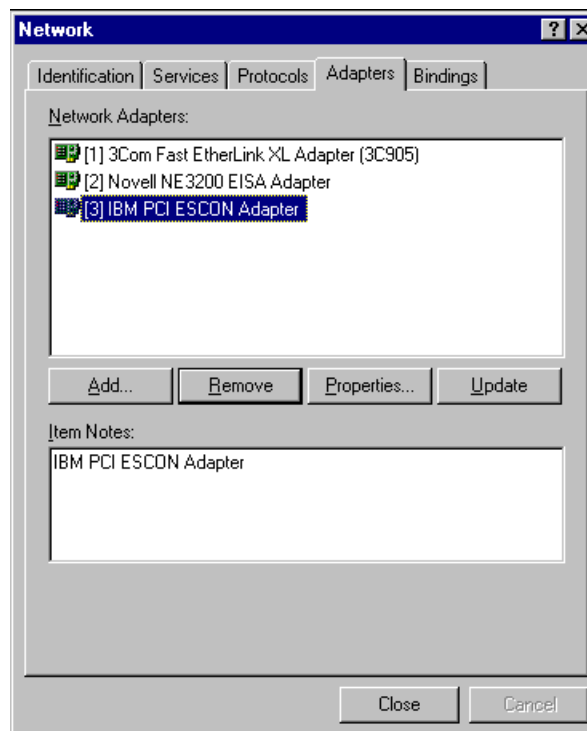 Network
Identification Services Protocols Adapters Bindings
Network Adapters:
[1] 3Com Fast EtherLink XL Adapter (3C905)
[2] Novell NE3200 EISA Adapter
[3] IBM PCI ESCON Adapter
Add... Remove Properties... Update
Item Notes:
IBM PCI ESCON Adapter
Close Cancel